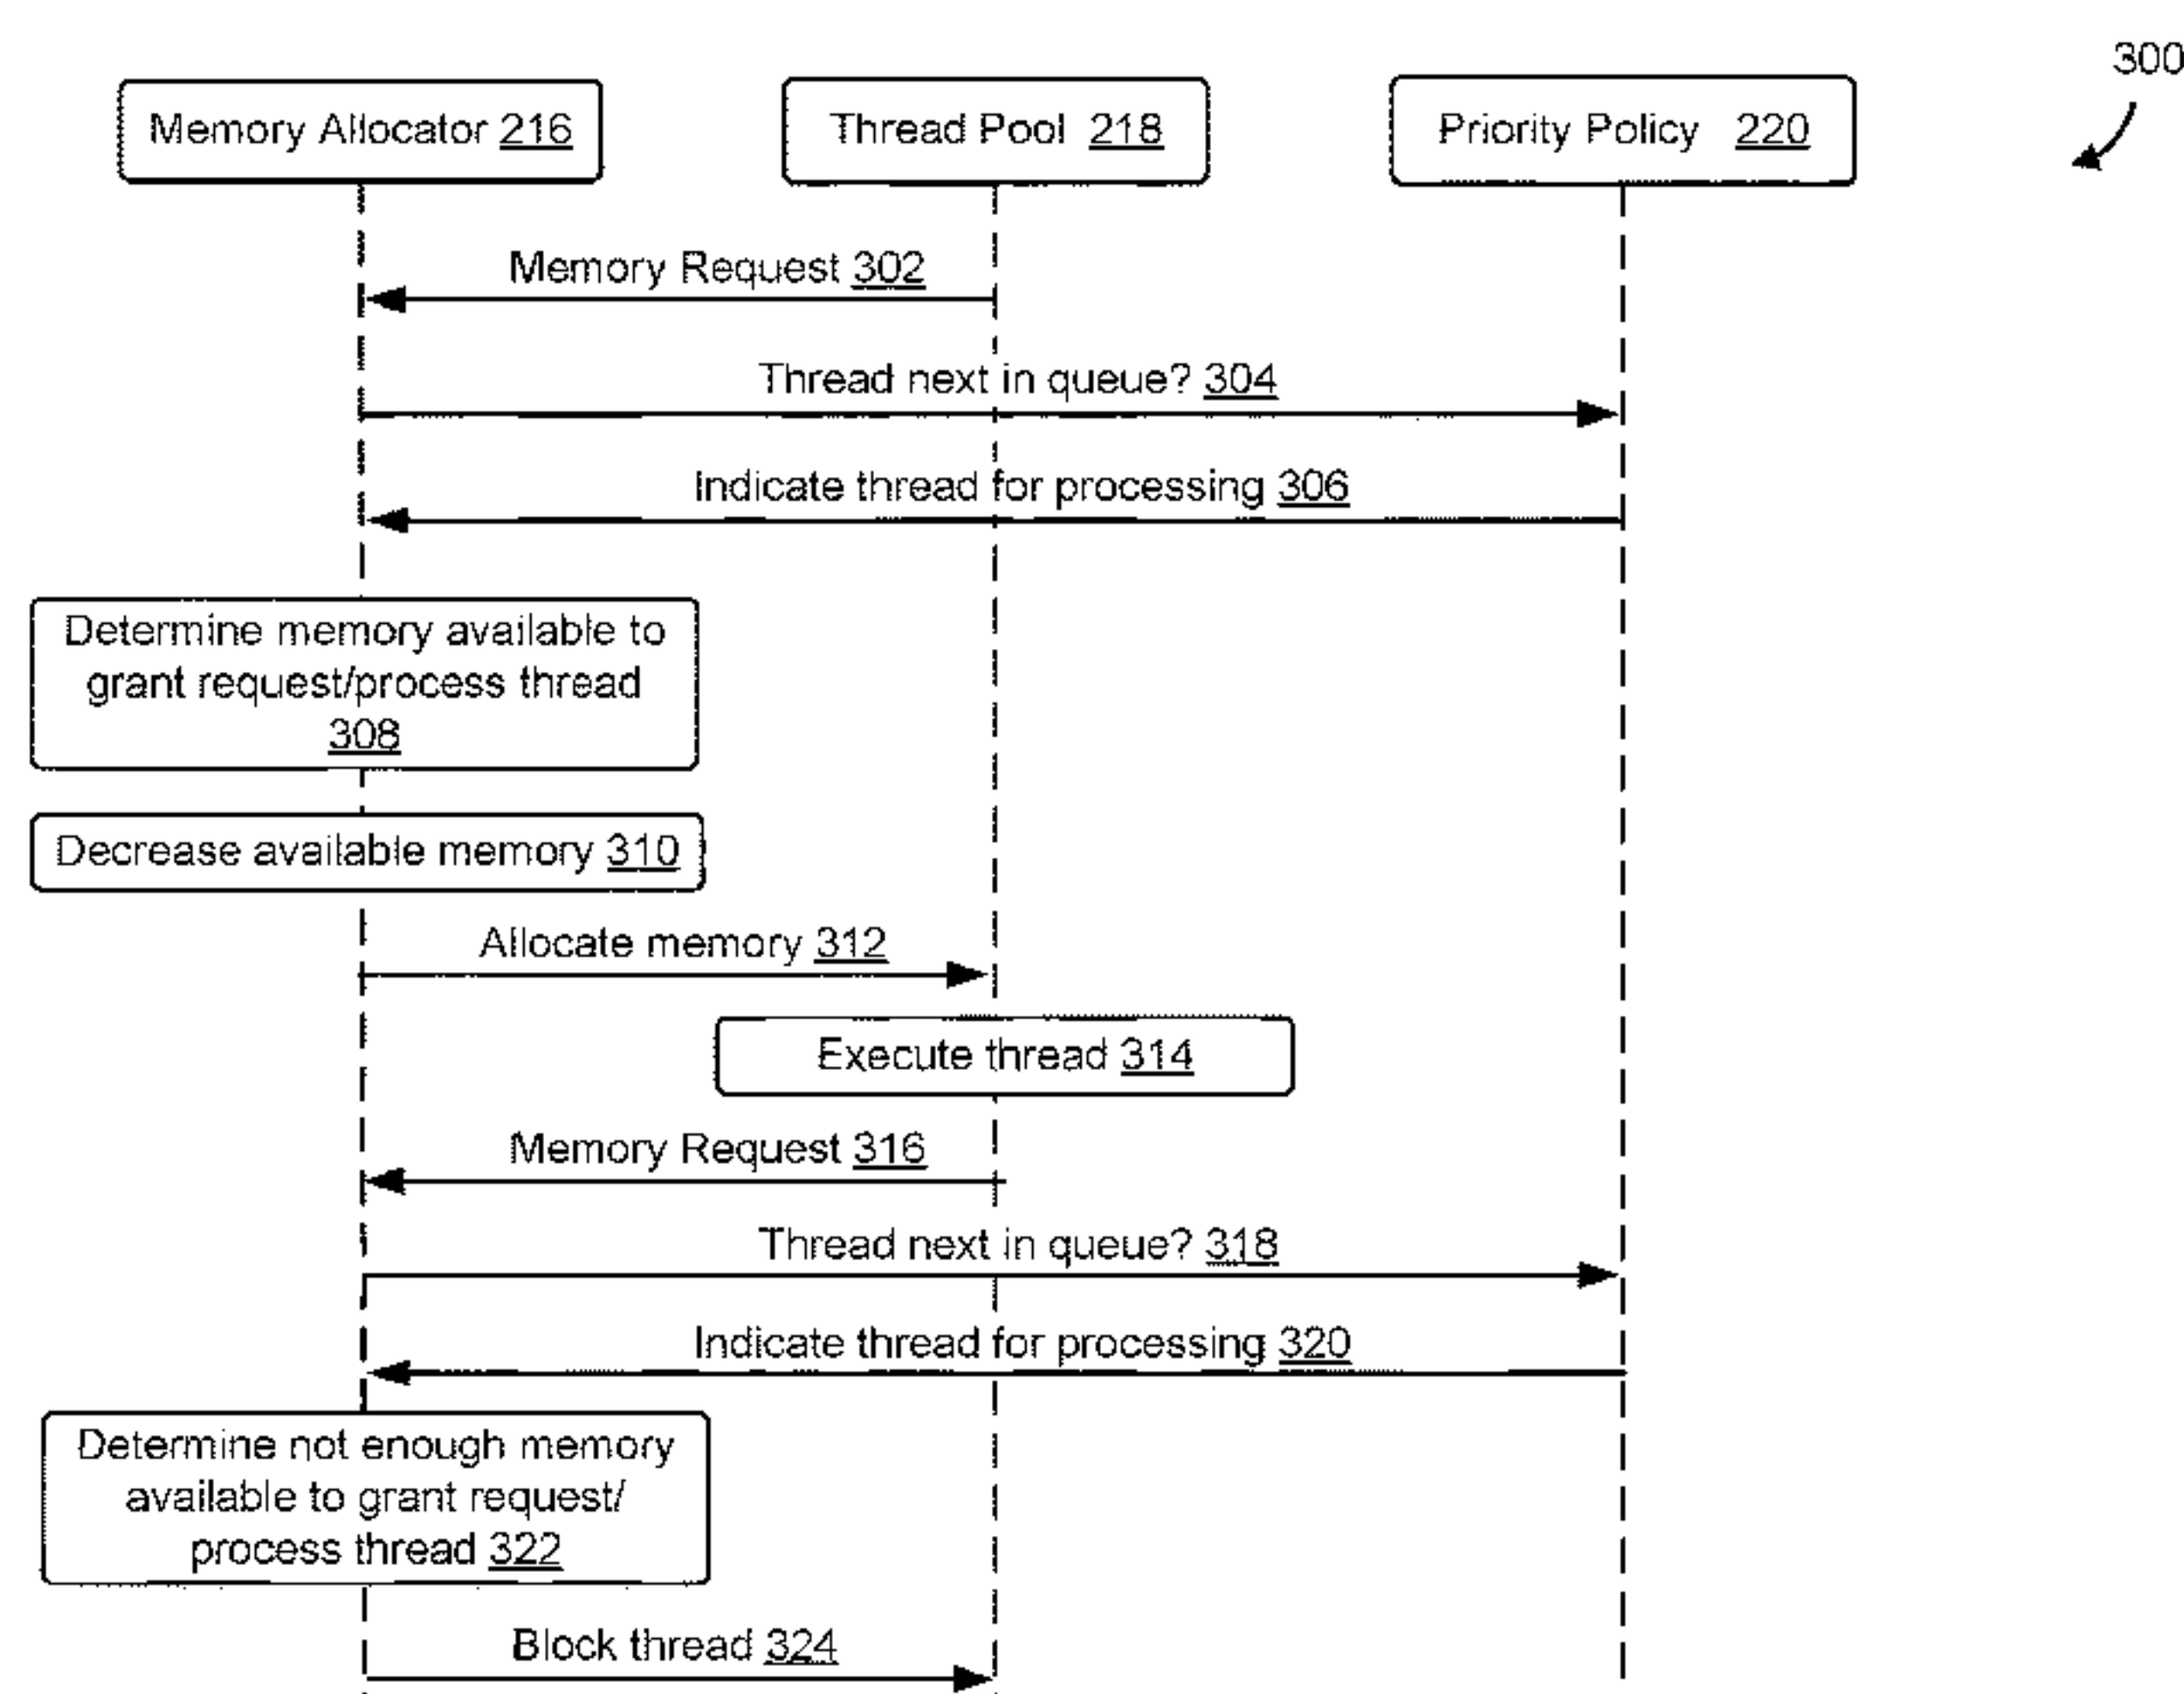 300
Memory Allocator 216
Thread Pool 218
Priority Policy 220
Memory Request 302
Thread next in queue? 304
Indicate thread for processing 306
Determine memory available to
grant request/process thread
308
Decrease available memory 310
Allocate memory 312
Execute thread 314
Memory Request 316
Thread next in queue? 318
Indicate thread for processing 320
Determine not enough memory
available to grant request/
process thread 322
Block thread 324